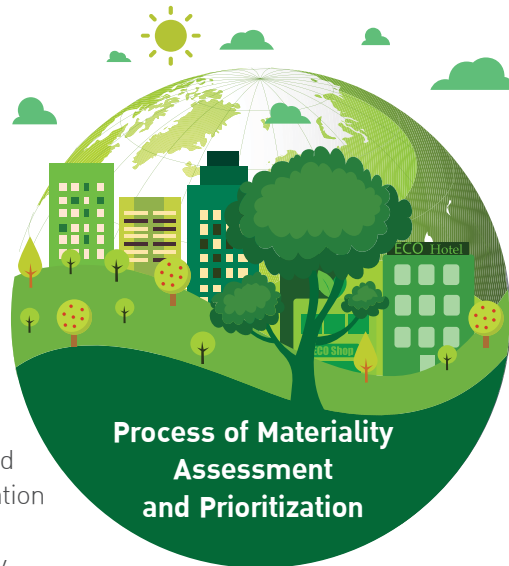 ECO Hotel
ECO Shop
Process of Materiality
Assessment
and Prioritization